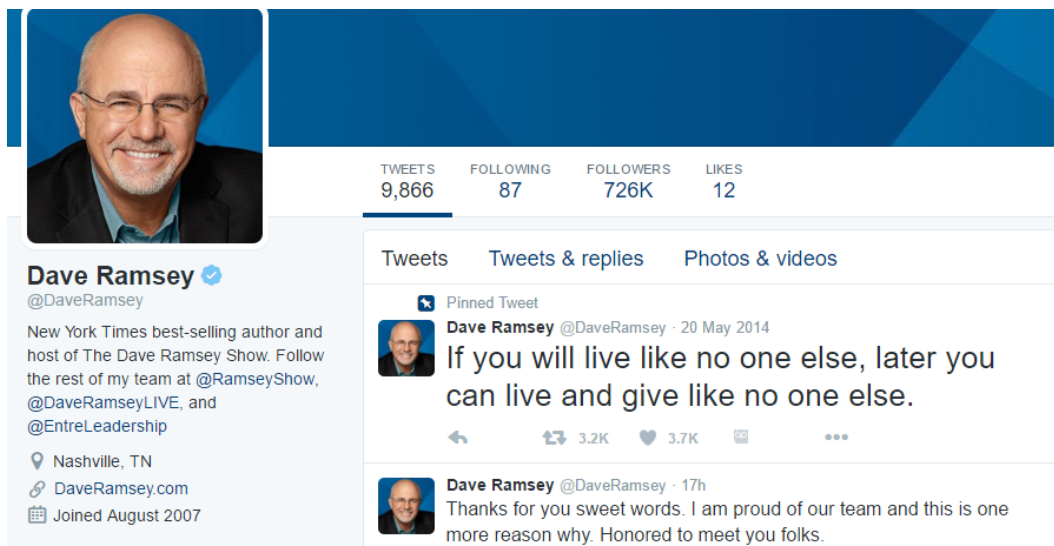 TWEETS FOLLOWING FOLLOWERS LIKES
9,866 87 726K 12
Dave Ramsey
@DaveRamsey
New York Times best-selling author and
host of The Dave Ramsey Show. Follow
the rest of my team at @RamseyShow,
@DaveRamseyLIVE, and
@EntreLeadership
Nashville, TN
DaveRamsey.com
Joined August 2007
Tweets Tweets & replies Photos & videos
Pinned Tweet
Dave Ramsey @DaveRamsey · 20 May 2014
If you will live like no one else, later you
can live and give like no one else.
3.2K 3.7K
Dave Ramsey @DaveRamsey · 17h
Thanks for you sweet words. I am proud of our team and this is one
more reason why. Honored to meet you folks.